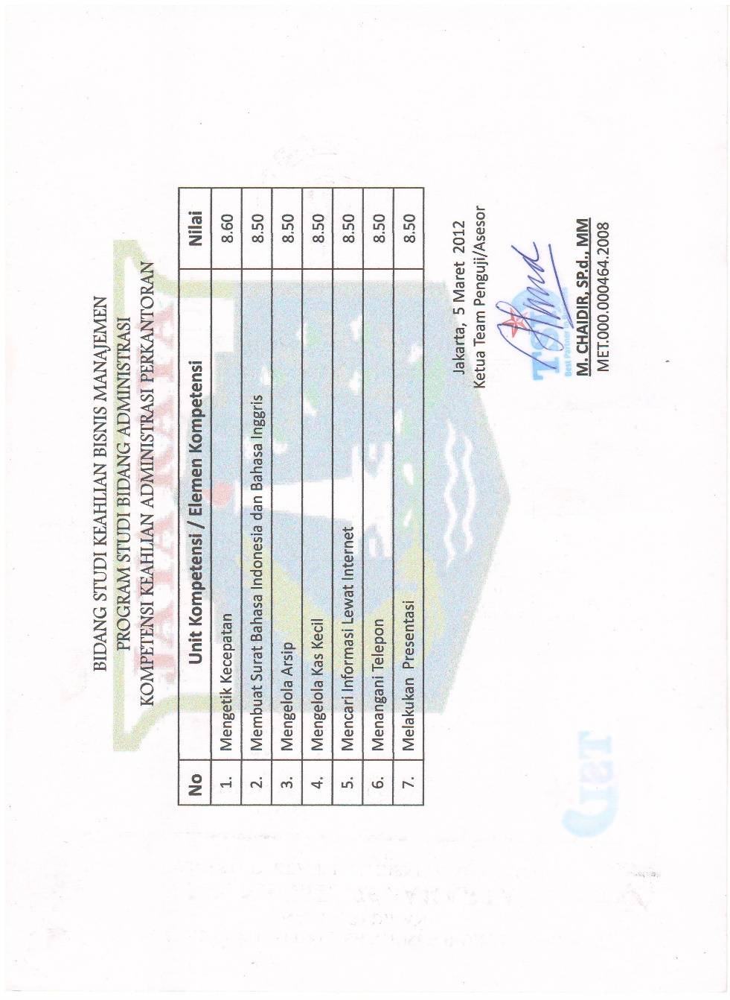 BIDANG STUDI KEAHLIAN BISNIS MANAJEMEN
PROGRAM STUDI BIDANG ADMINISTRASI
KOMPETENSI KEAHLIAN ADMINISTRASI PERKANTORAN
JAYA RAYA
No Unit Kompetensi / Elemen Kompetensi Nilai
1. Mengetik Kecepatan 8.60
2. Membuat Surat Bahasa Indonesia dan Bahasa Inggris 8.50
3. Mengelola Arsip 8.50
4. Mengelola Kas Kecil 8.50
5. Mencari Informasi Lewat Internet 8.50
6. Menangani Telepon 8.50
7. Melakukan Presentasi 8.50
Jakarta, 5 Maret 2012
Ketua Team Penguji/Asesor
Best Partner
M. CHAIDIR, SP.d., MM
MET.000.000464.2008